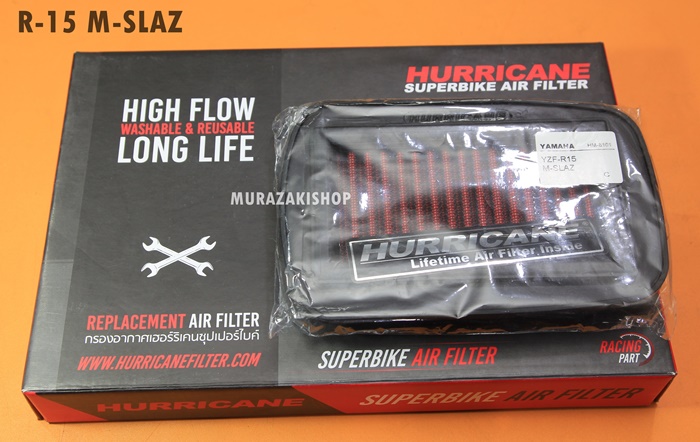 R-15 M-SLAZ
HURRICANE
SUPERBIKE AIR FILTER
HIGH FLOW
WASHABLE & REUSABLE
LONG LIFE
HURRICANE
YAMAHA
YZF-R15
M-SLAZ
G
MURAZAKISHOP
HURRICANE
Lifetime Air Filter Inside
REPLACEMENT AIR FILTER
กรองอากาศเฮอร์ริเคนซุปเปอร์ไบค์
WWW.HURRICANEFILTER.COM
SUPERBIKE AIR FILTER
RACING
PART
HURRICANE
SUPERBIKE AIR FILTER